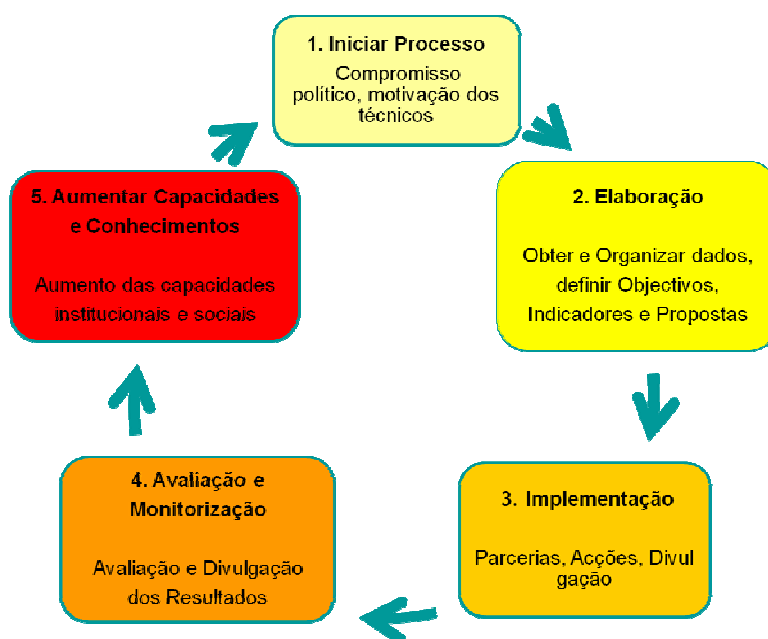 1. Iniciar Processo
Compromisso
político, motivação dos
técnicos
2. Elaboração
Obter e Organizar dados,
definir Objectivos,
Indicadores e Propostas
3. Implementação
Parcerias, Acções, Divul
gação
4. Avaliação e
Monitorização
Avaliação e Divulgação
dos Resultados
5. Aumentar Capacidades
e Conhecimentos
Aumento das capacidades
institucionais e sociais